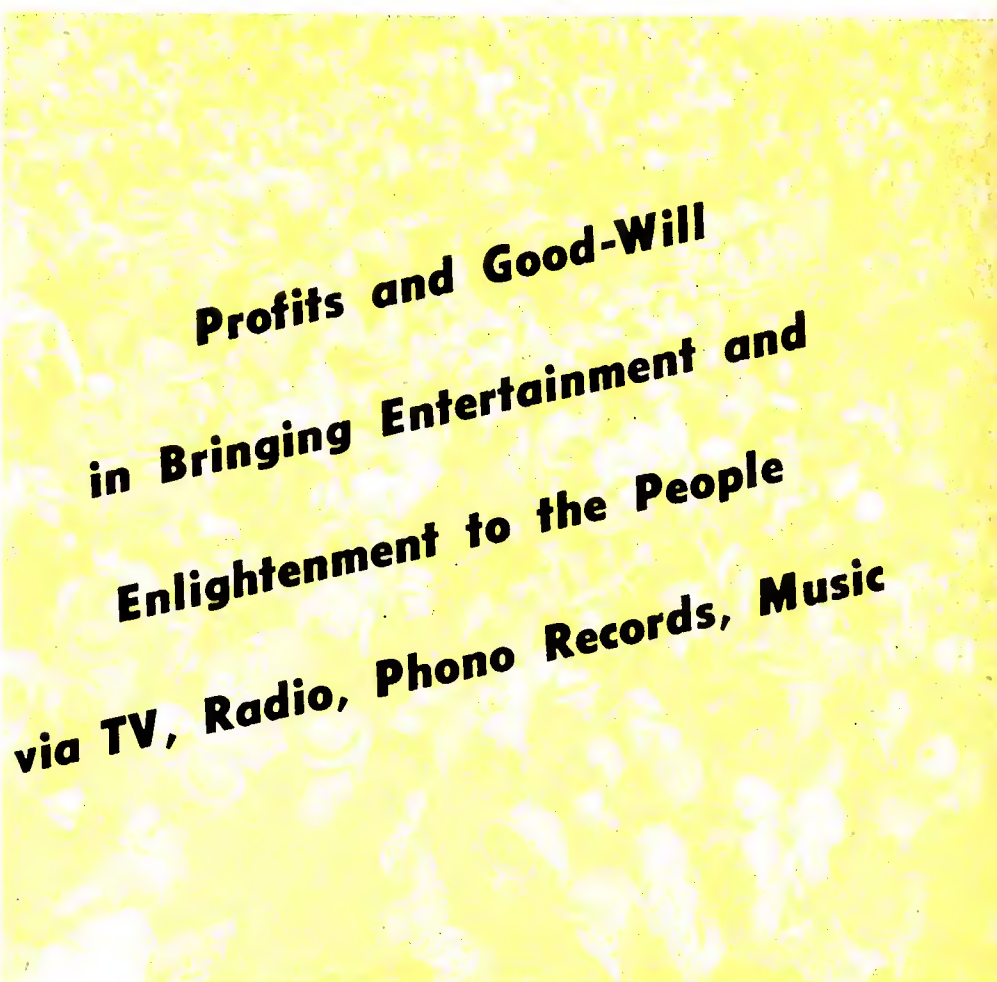 Profits and Good-Will
in Bringing Entertainment and
Enlightenment to the People
via TV, Radio, Phono Records, Music